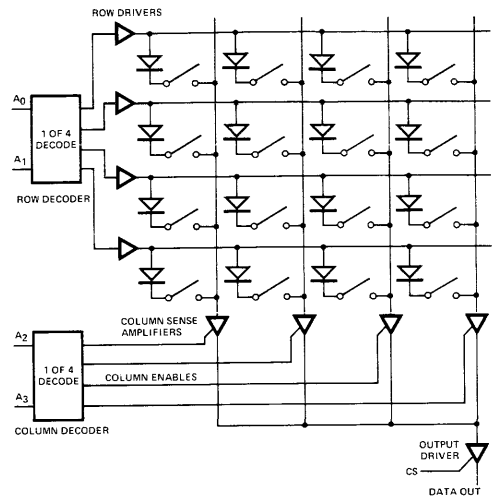 ROW DRIVERS
A0
1 OF 4
DECODE
A1
ROW DECODER
COLUMN SENSE
AMPLIFIERS
A2
1 OF 4
DECODE
COLUMN ENABLES
A3
COLUMN DECODER
OUTPUT
DRIVER
CS
DATA OUT